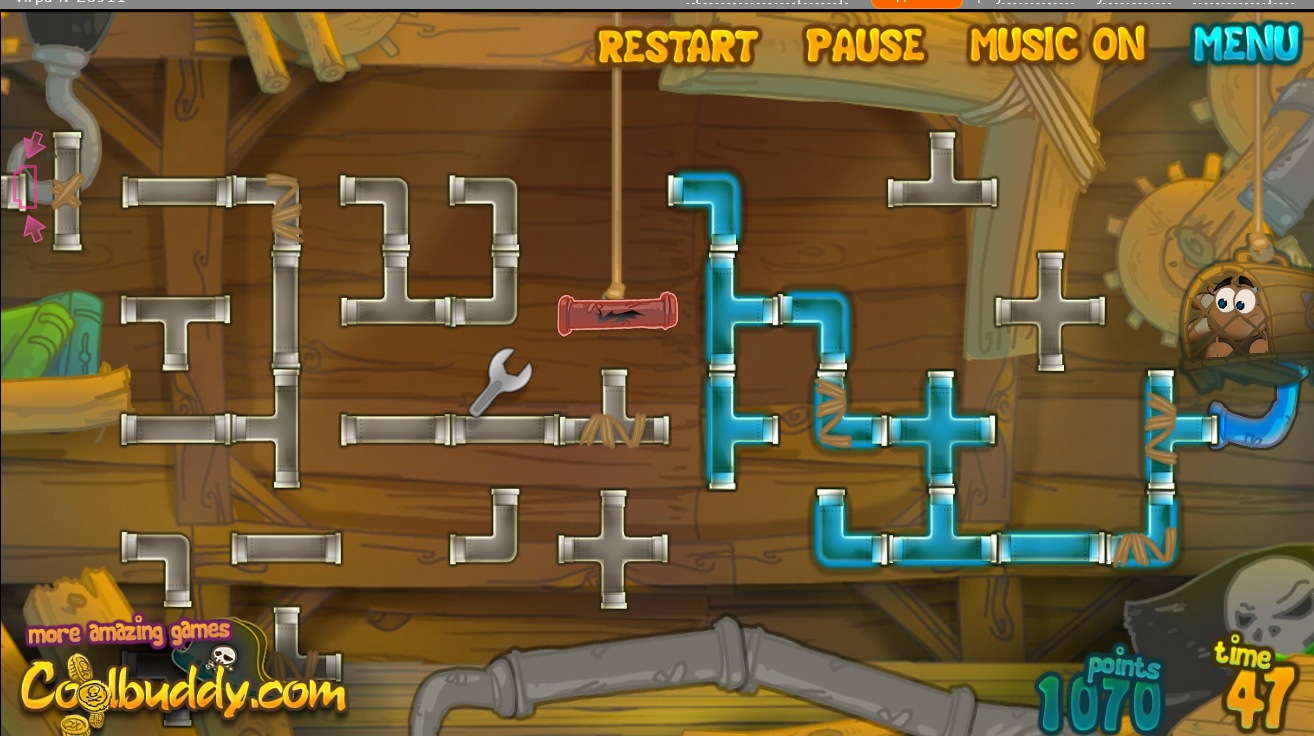 RESTART PAUSE MUSIC ON MENU
more amazing games
Coolbuddy.com
points
1070
time
47